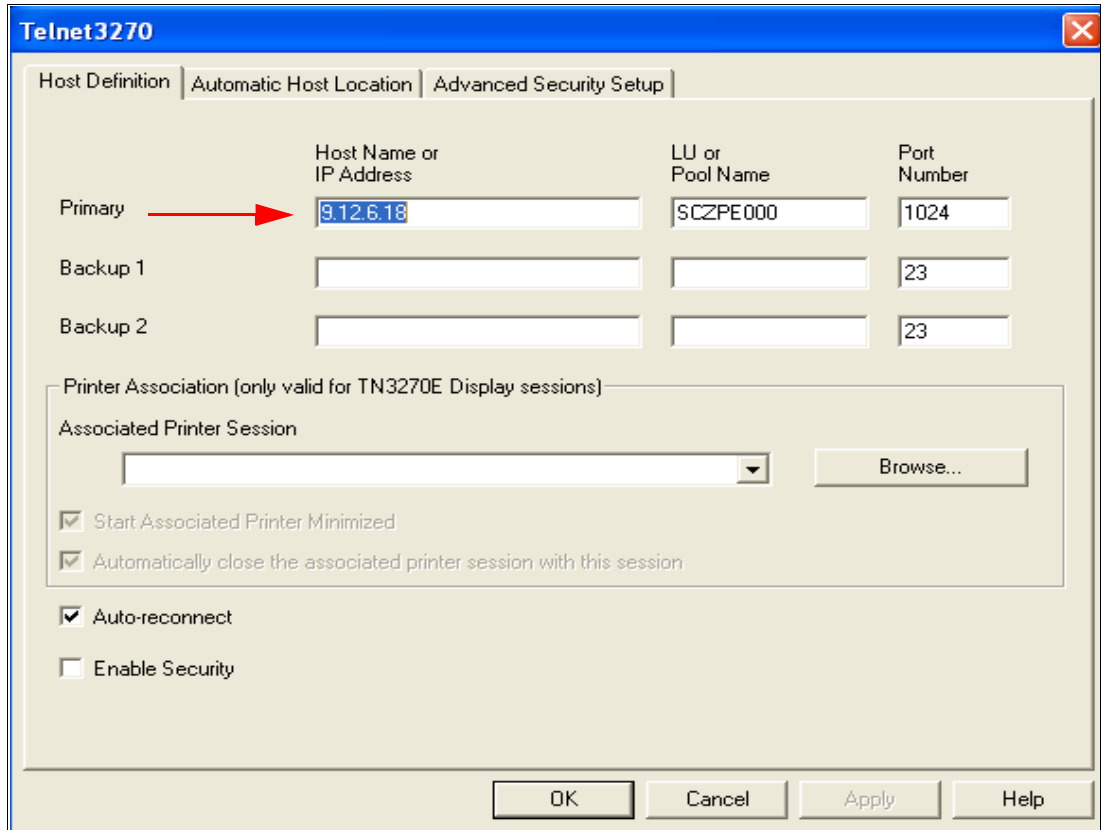 Telnet3270
Host Definition Automatic Host Location Advanced Security Setup
Host Name or IP Address LU or Pool Name Port Number
Primary 9.12.6.18 SCZPE000 1024
Backup 1 23
Backup 2 23
Printer Association (only valid for TN3270E Display sessions)
Associated Printer Session
Browse...
Start Associated Printer Minimized
Automatically close the associated printer session with this session
Auto-reconnect
Enable Security
OK Cancel Apply Help